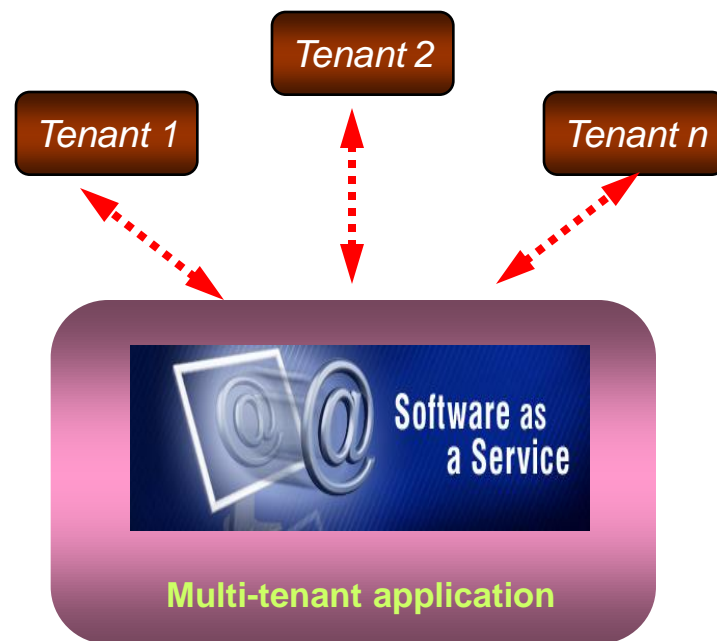 Tenant 2
Tenant 1
Tenant n
Software as
a Service
Multi-tenant application